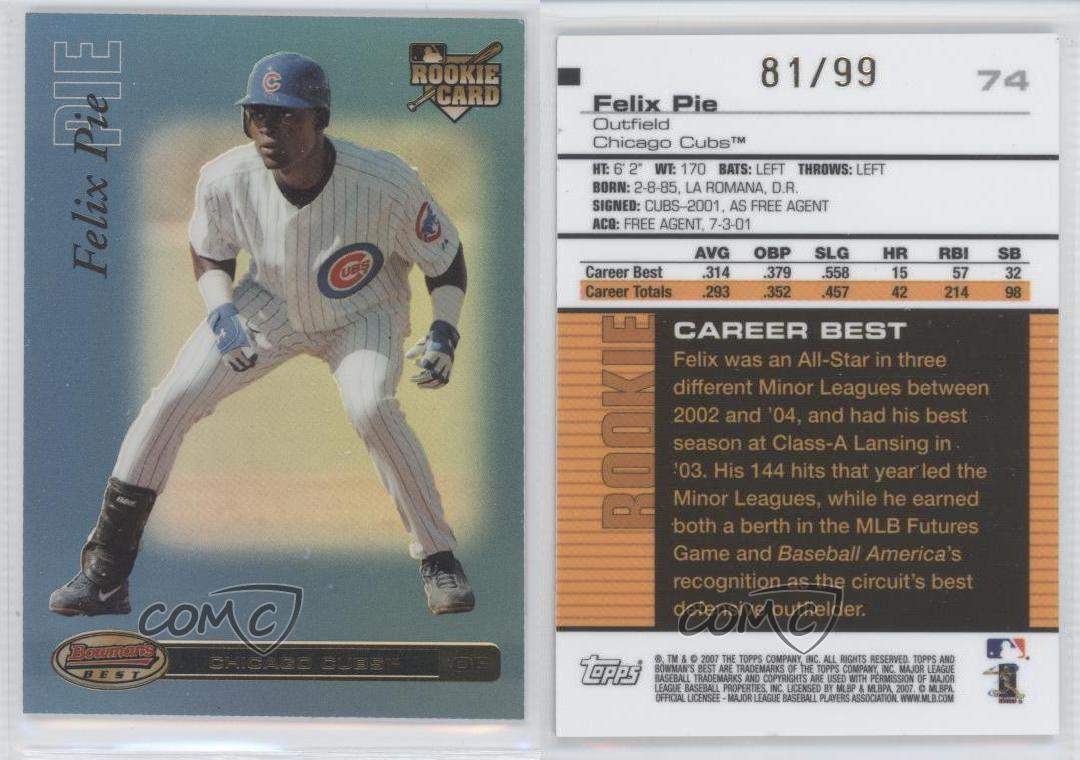 PIE
Felix Pie
C
ROOKIE
CARD
CUBS
Bowman's
BEST
CHICAGO CUBS™ OF
COMC
81/99
74
Felix Pie
Outfield
Chicago Cubs™
HT: 6' 2" WT: 170 BATS: LEFT THROWS: LEFT
BORN: 2-8-85, LA ROMANA, D.R.
SIGNED: CUBS–2001, AS FREE AGENT
ACQ: FREE AGENT, 7-3-01
AVG OBP SLG HR RBI SB
Career Best .314 .379 .558 15 57 32
Career Totals .293 .352 .457 42 214 98
ROOKIE
CAREER BEST
Felix was an All-Star in three
different Minor Leagues between
2002 and '04, and had his best
season at Class-A Lansing in
'03. His 144 hits that year led the
Minor Leagues, while he earned
both a berth in the MLB Futures
Game and Baseball America's
recognition as the circuit's best
defensive outfielder.
COMC
Topps
®, TM & © 2007 THE TOPPS COMPANY, INC. ALL RIGHTS RESERVED. TOPPS AND
BOWMAN'S BEST ARE TRADEMARKS OF THE TOPPS COMPANY, INC. MAJOR LEAGUE
BASEBALL TRADEMARKS AND COPYRIGHTS ARE USED WITH PERMISSION OF MAJOR
LEAGUE BASEBALL PROPERTIES, INC. LICENSED BY MLBP & MLBPA, 2007. © MLBPA,
OFFICIAL LICENSEE - MAJOR LEAGUE BASEBALL PLAYERS ASSOCIATION. WWW.MLB.COM